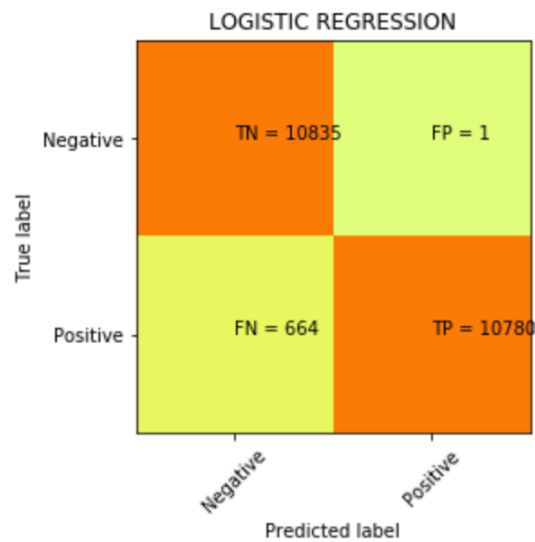 LOGISTIC REGRESSION
Negative
TN = 10835
FP = 1
True label
Positive
FN = 664
TP = 10780
Negative
Positive
Predicted label